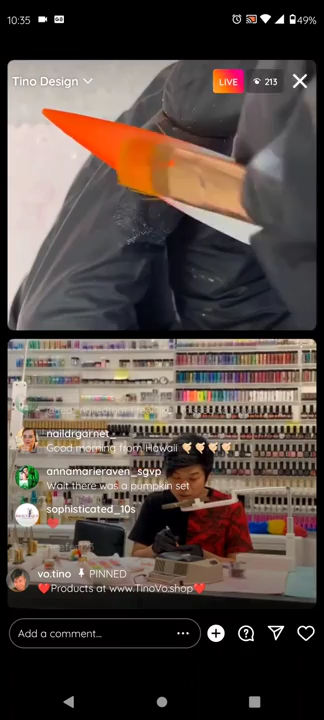 10:35
49%
Tino Design
LIVE
213
naildrgarnet
Good morning from Hawaii
annamarieraven_sgvp
Wait there was a pumpkin set
sophisticated_10s
vo.tino PINNED
Products at www.TinoVo.shop
Add a comment...